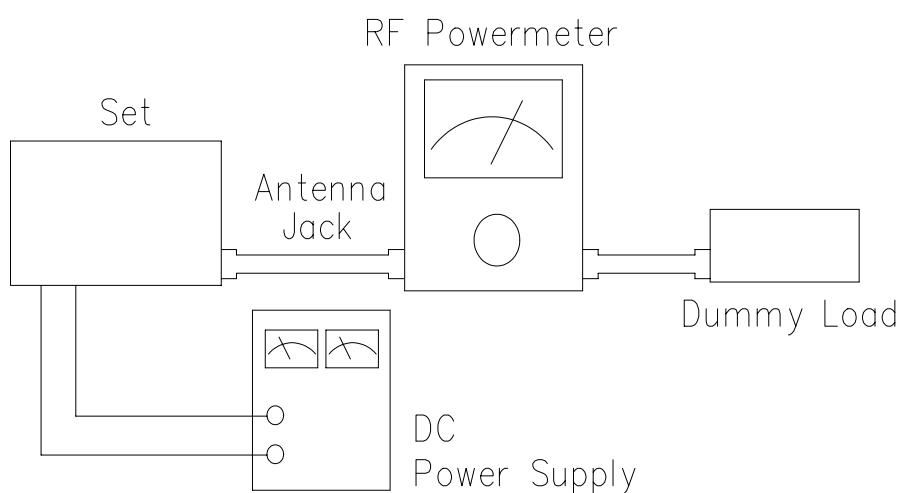 RF Powermeter
Set
Antenna
Jack
Dummy Load
DC
Power Supply